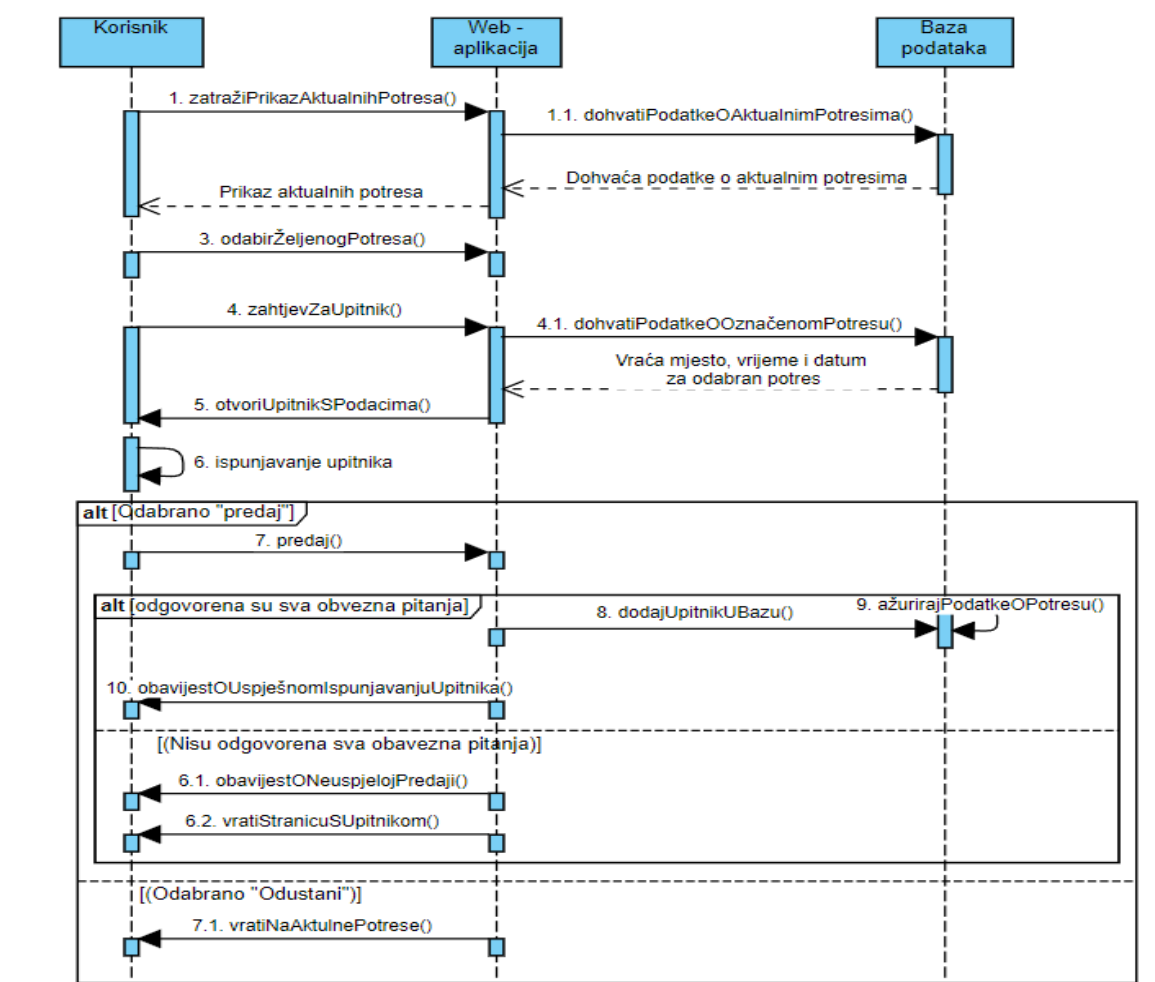 Korisnik
Web -
aplikacija
Baza
podataka
1. zatražiPrikazAktualnihPotresa()
1.1. dohvatiPodatkeOAktualnimPotresima()
Dohvaća podatke o aktualnim potresima
Prikaz aktualnih potresa
3. odabirŽeljenogPotresa()
4. zahtjevZaUpitnik()
4.1. dohvatiPodatkeOOznačenomPotresu()
Vraća mjesto, vrijeme i datum
za odabran potres
5. otvoriUpitnikSPodacima()
6. ispunjavanje upitnika
alt [Odabrano "predaj"]
7. predaj()
alt [odgovorena su sva obvezna pitanja]
8. dodajUpitnikUBazu()
9. ažurirajPodatkeOPotresu()
10. obavijestOUspješnomIspunjavanjuUpitnika()
[(Nisu odgovorena sva obavezna pitanja)]
6.1. obavijestONeuspjelojPredaji()
6.2. vratiStranicuSUpitnikom()
[(Odabrano "Odustani")]
7.1. vratiNaAktulnePotrese()